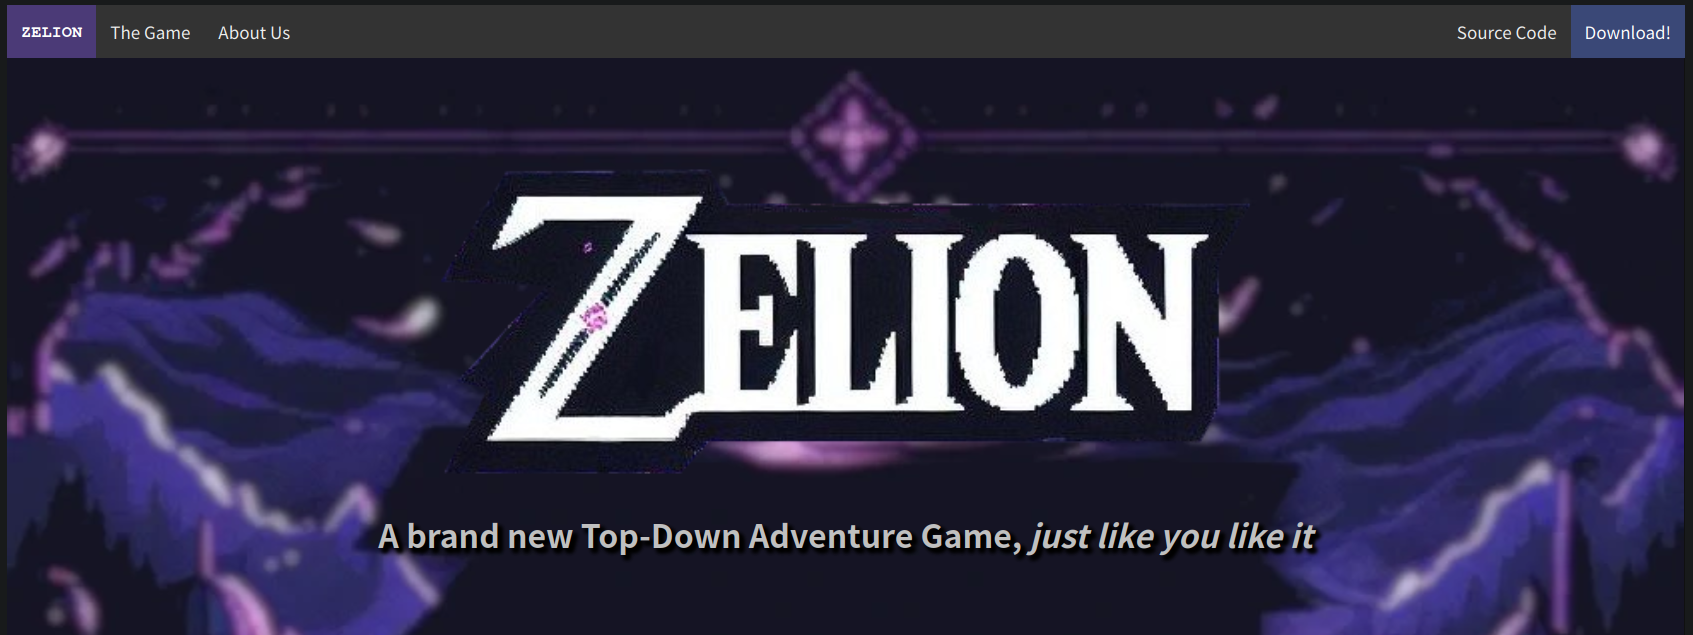 ZELION The Game About Us Source Code Download!
ZELION
A brand new Top-Down Adventure Game, just like you like it